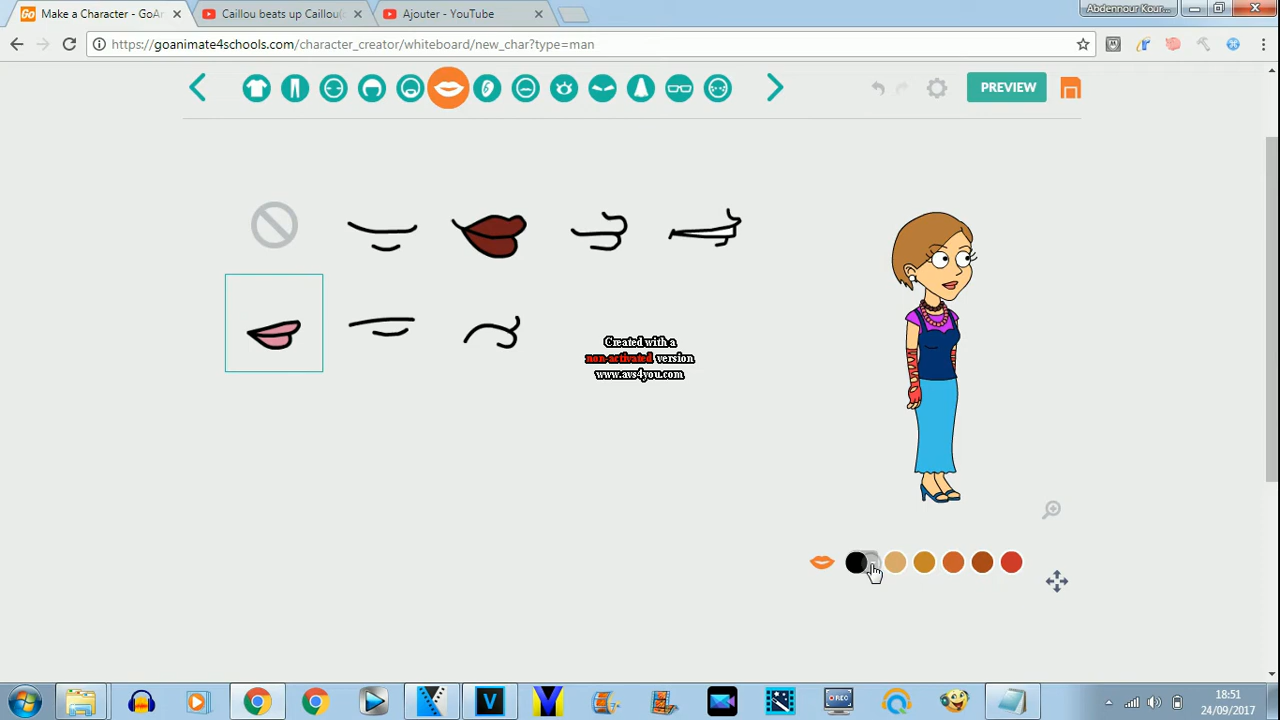 Make a Character - GoAn
Caillou beats up Caillou(
Ajouter - YouTube
Abdennour Kour...
https://goanimate4schools.com/character_creator/whiteboard/new_char?type=man
PREVIEW
Created with a
non-activated version
www.avs4you.com
18:51
24/09/2017